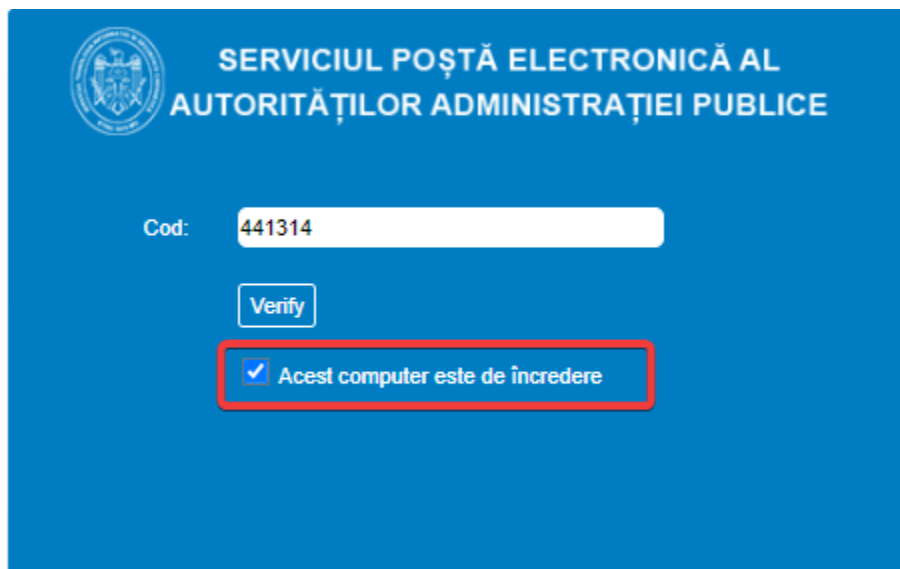 SERVICIUL POȘTĂ ELECTRONICĂ AL
AUTORITĂȚILOR ADMINISTRAȚIEI PUBLICE
Cod: 441314
Verify
Acest computer este de încredere